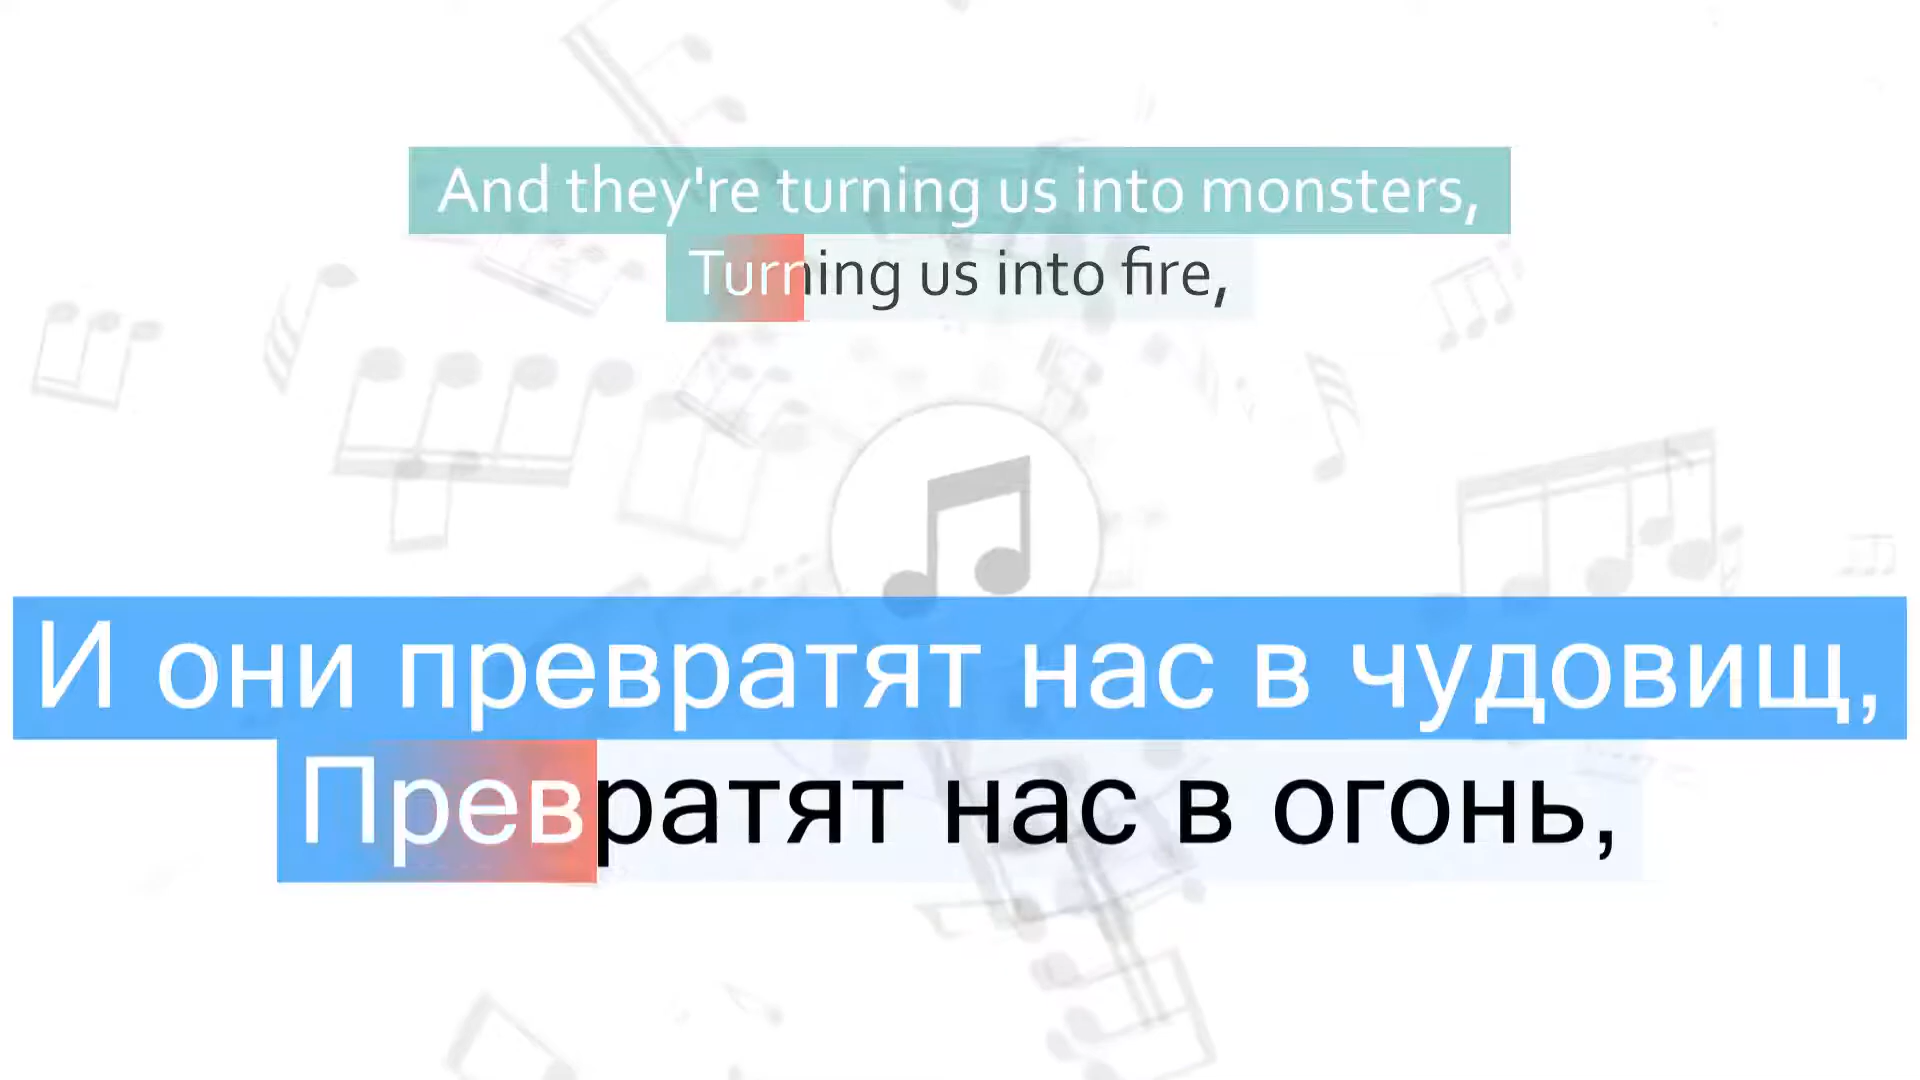 And they're turning us into monsters,
Turning us into fire,
И они превратят нас в чудовищ,
Превратят нас в огонь,